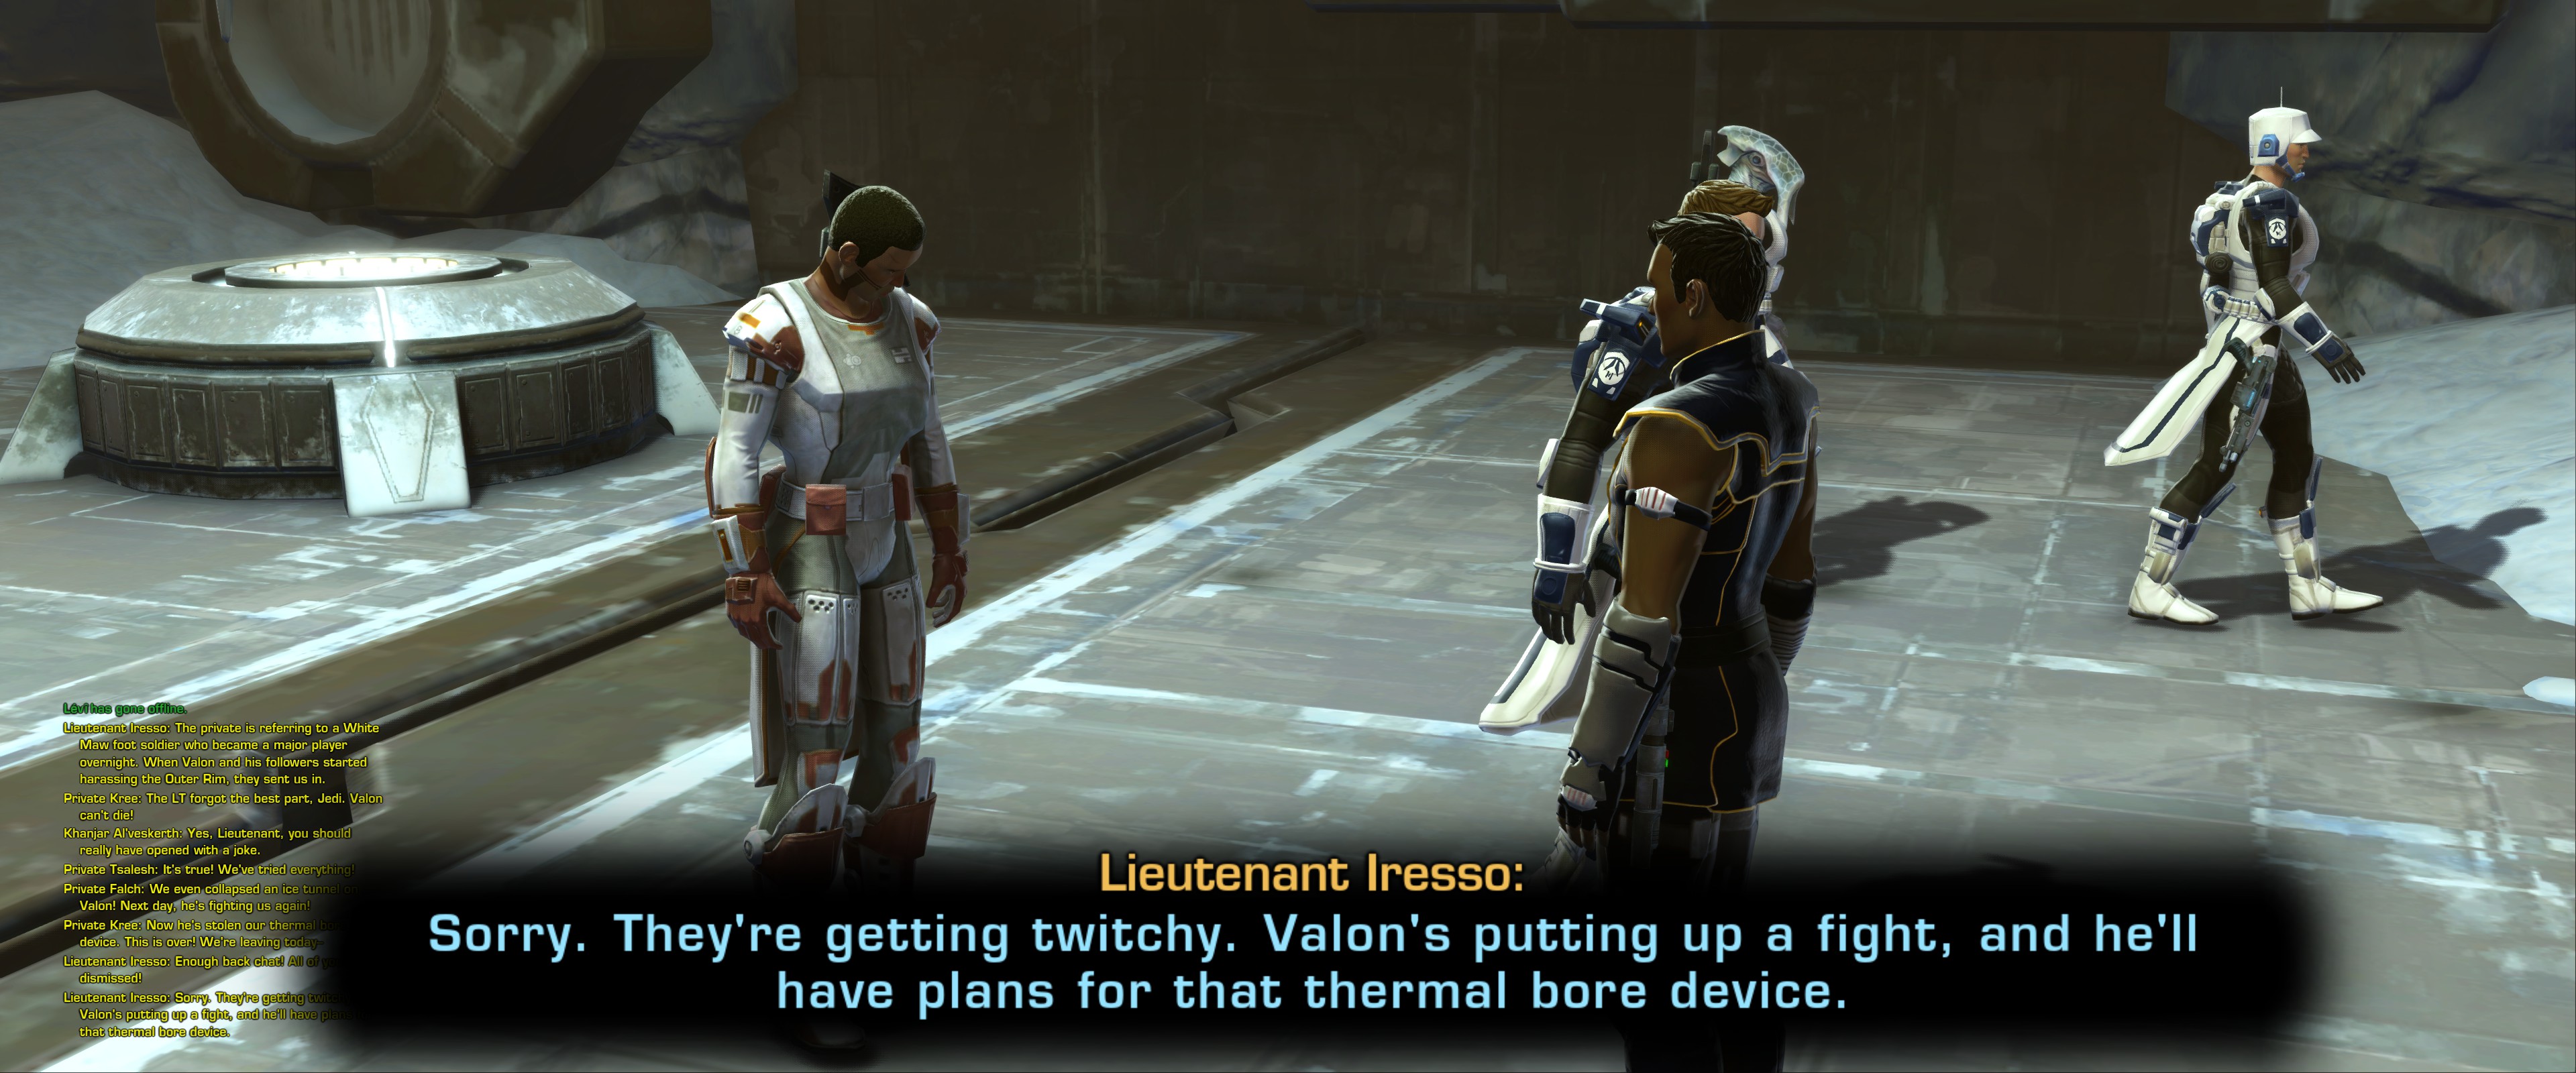 Lëvï has gone offline.
Lieutenant Iresso: The private is referring to a White
Maw foot soldier who became a major player
overnight. When Valon and his followers started
harassing the Outer Rim, they sent us in.
Private Kree: The LT forgot the best part, Jedi. Valon
can't die!
Khanjar Al'veskerth: Yes, Lieutenant, you should
really have opened with a joke.
Private Tsalesh: It's true! We've tried everything!
Private Falch: We even collapsed an ice tunnel on
Valon! Next day, he's fighting us again!
Private Kree: Now he's stolen our thermal
device. This is over! We're leaving today-
Lieutenant Iresso: Enough back chat! All of
dismissed!
Lieutenant Iresso: Sorry. They're getting
Valon's putting up a fight, and he'll have plans
that thermal bore device.
Lieutenant Iresso:
Sorry. They're getting twitchy. Valon's putting up a fight, and he'll
have plans for that thermal bore device.